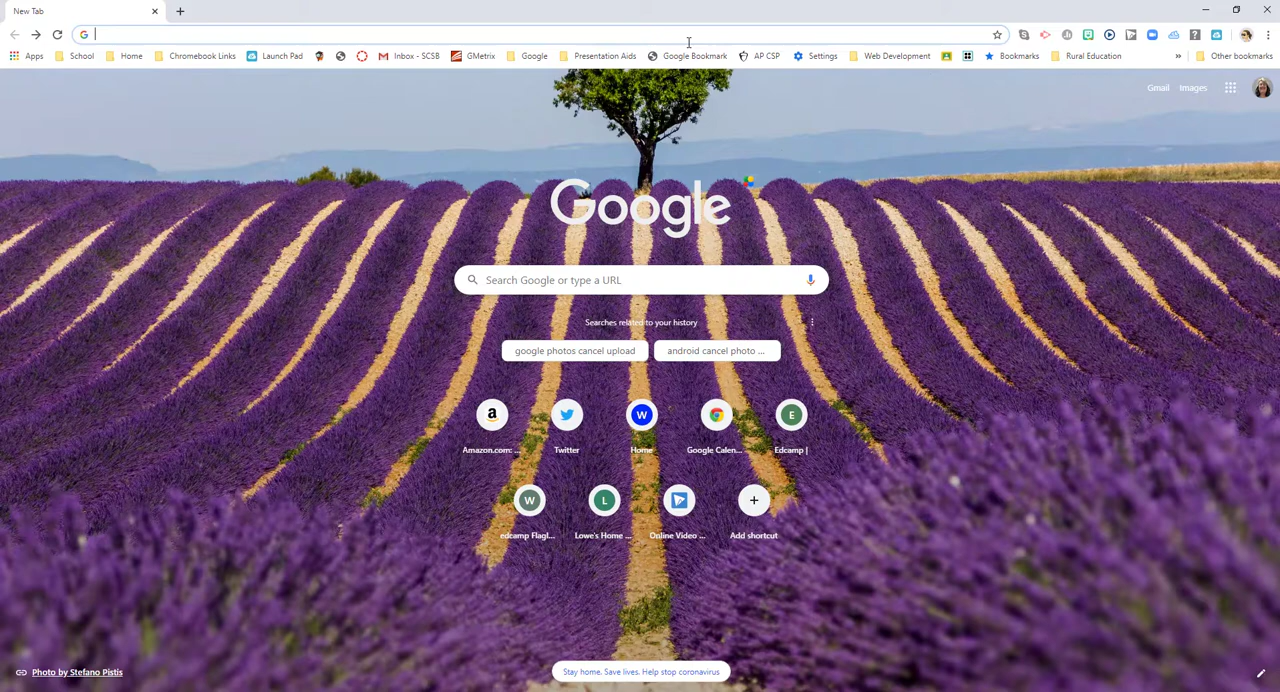 New Tab
Apps School Home Chromebook Links Launch Pad Inbox - SCSB GMetrix Google Presentation Aids Google Bookmark AP CSP Settings Web Development Bookmarks Rural Education » Other bookmarks
Gmail Images
Google
Search Google or type a URL
Searches related to your history
google photos cancel upload android cancel photo ...
a W E
Amazon.com: ... Twitter Home Google Calen... Edcamp |
W L
edcamp Flagl... Lowe's Home ... Online Video ... Add shortcut
Photo by Stefano Pistis
Stay home. Save lives. Help stop coronavirus